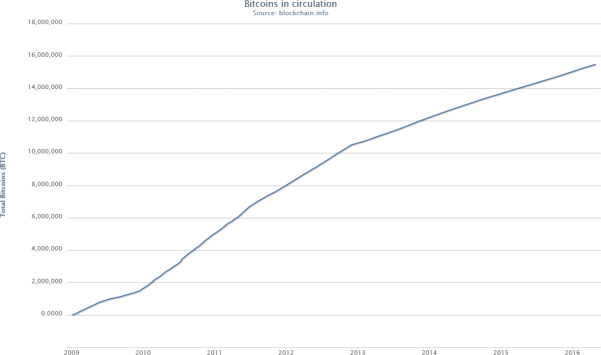 Bitcoins in circulation
Source: blockchain.info
18,000,000
16,000,000
14,000,000
12,000,000
10,000,000
8,000,000
6,000,000
4,000,000
2,000,000
0.0000
Total Bitcoins (BTC)
2009 2010 2011 2012 2013 2014 2015 2016